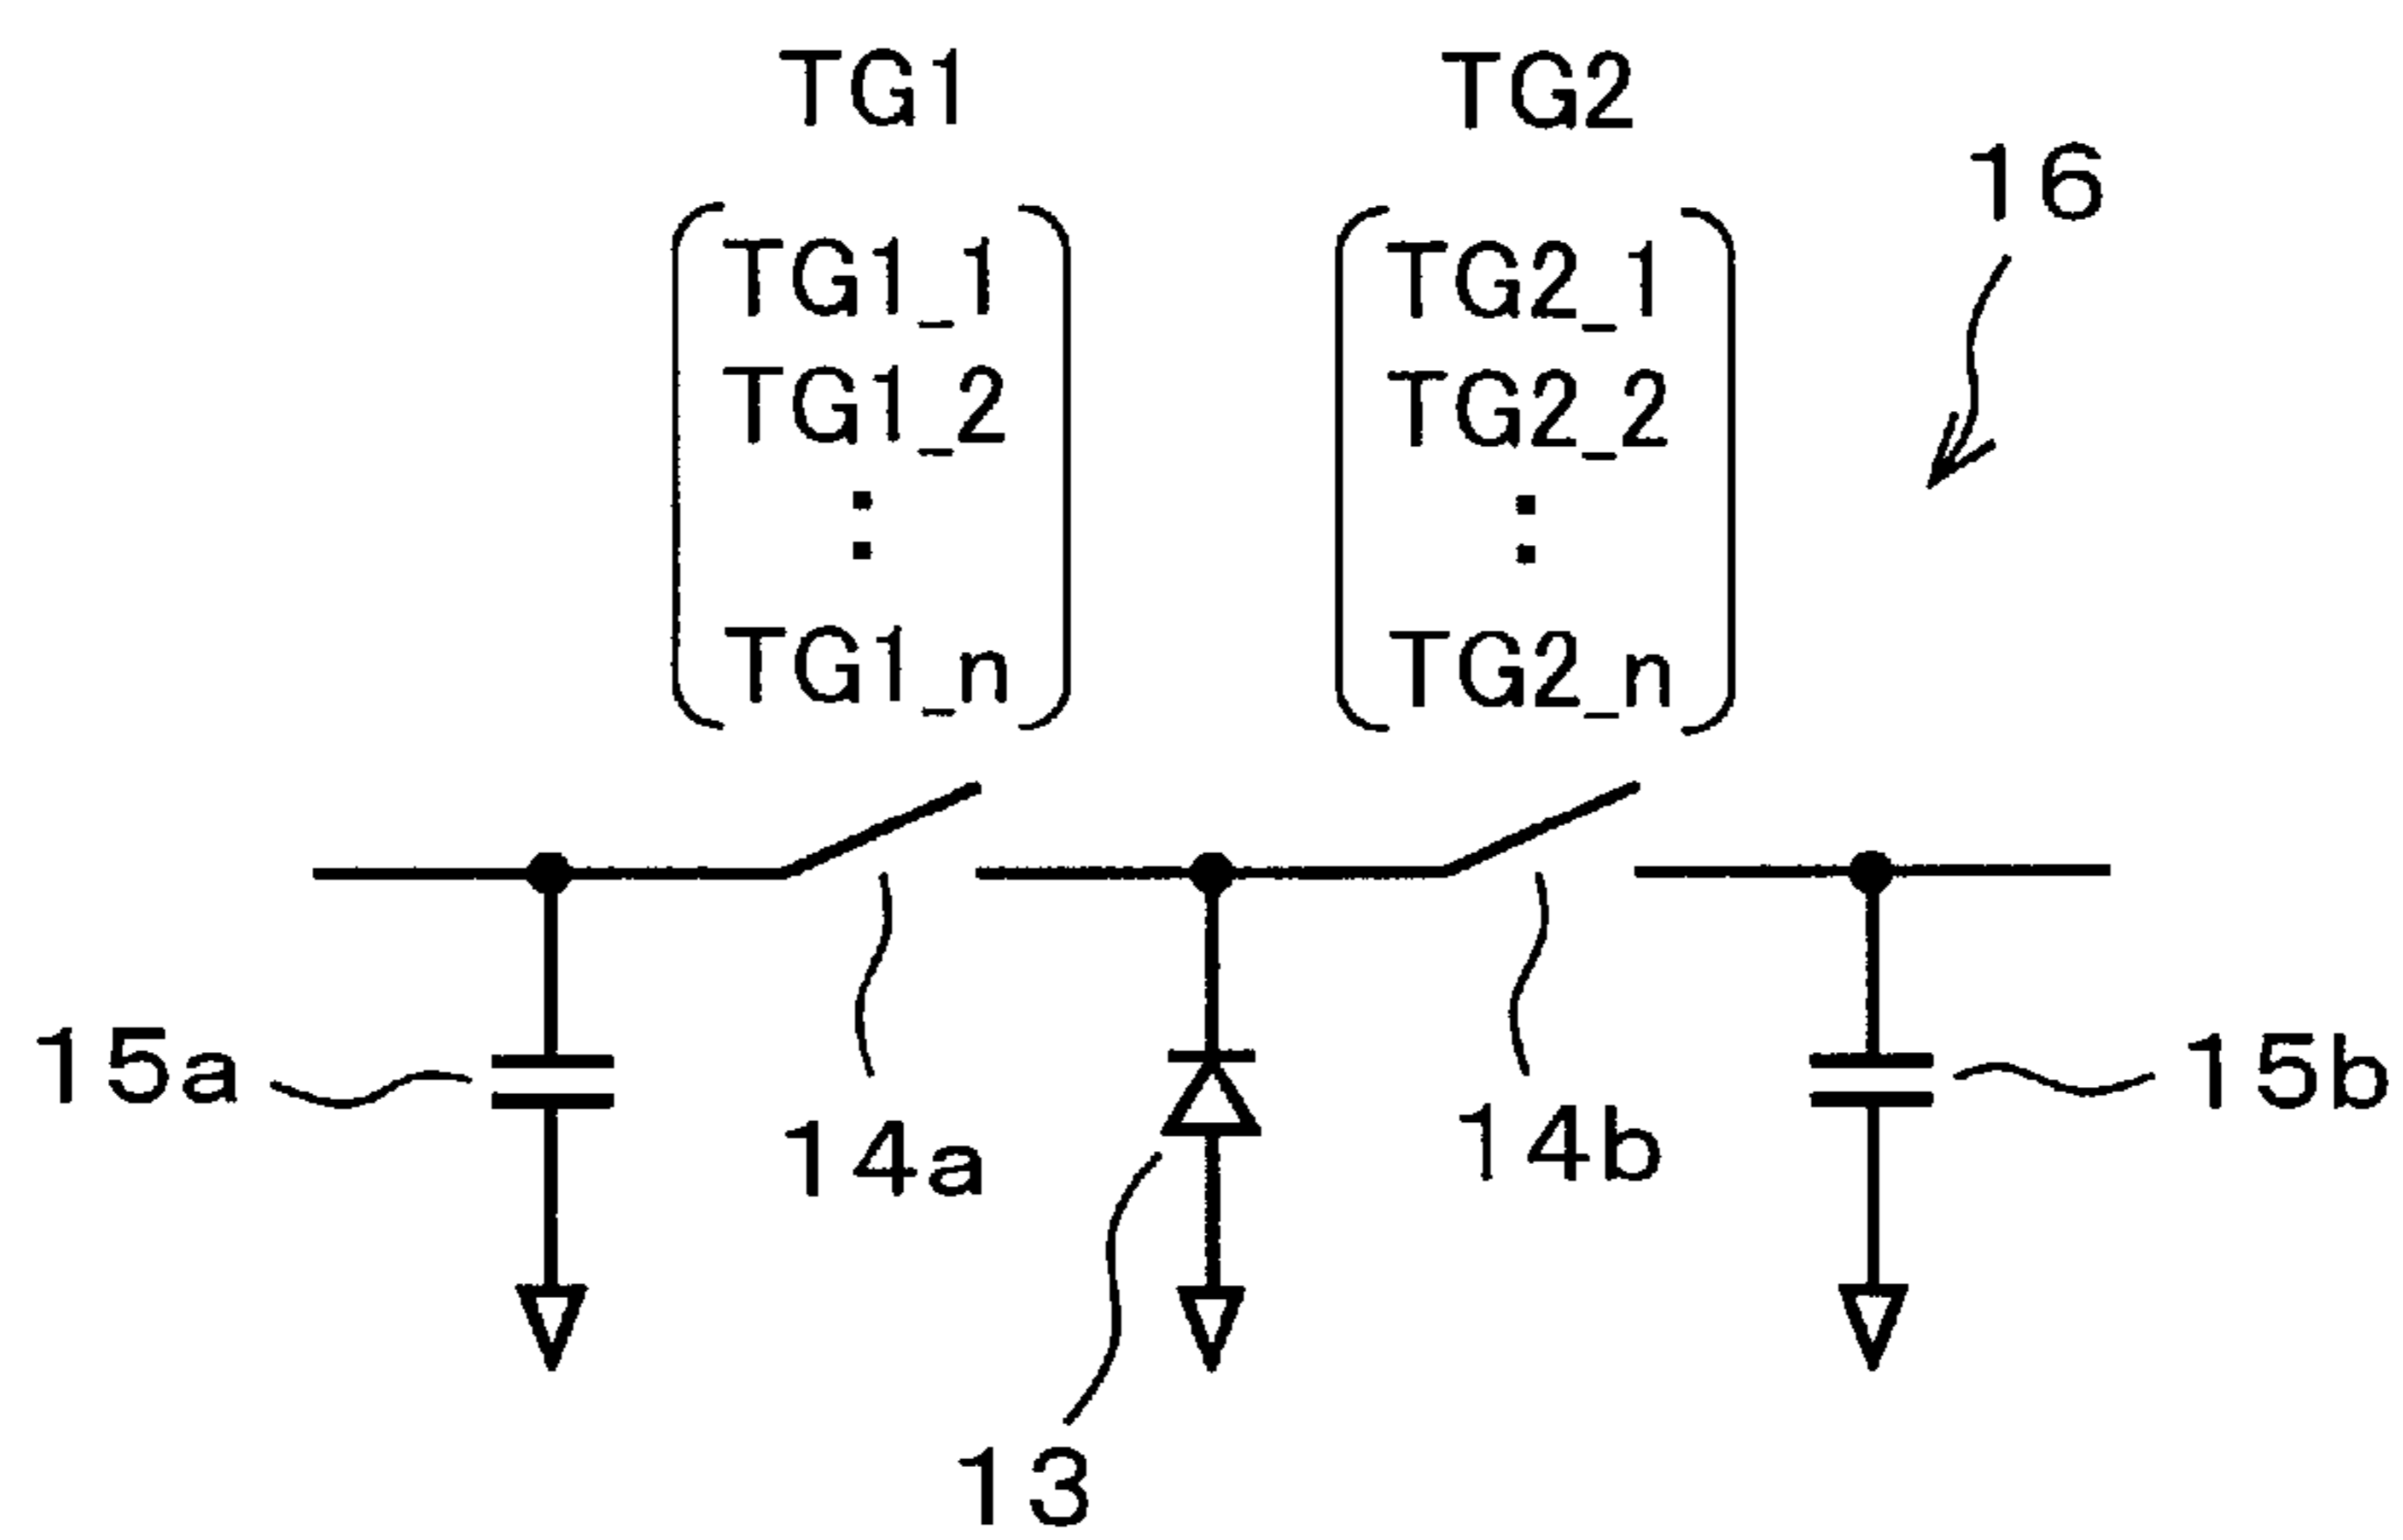 TG1 TG2
16
TG1_1 TG2_1
TG1_2 TG2_2
:
:
TG1_n TG2_n
15a
14a
14b
15b
13